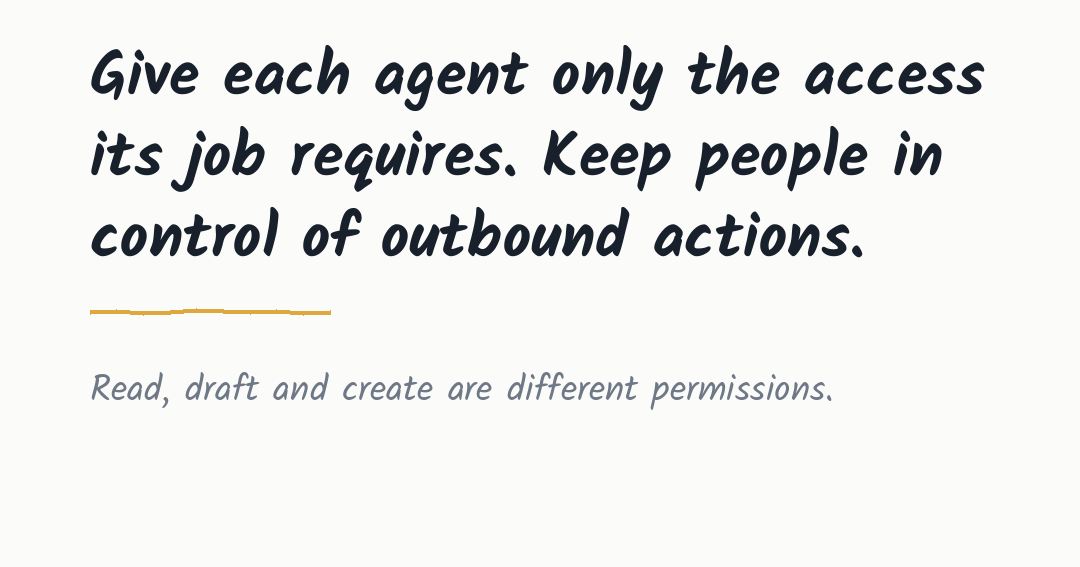 Give each agent only the access
its job requires. Keep people in
control of outbound actions.
Read, draft and create are different permissions.